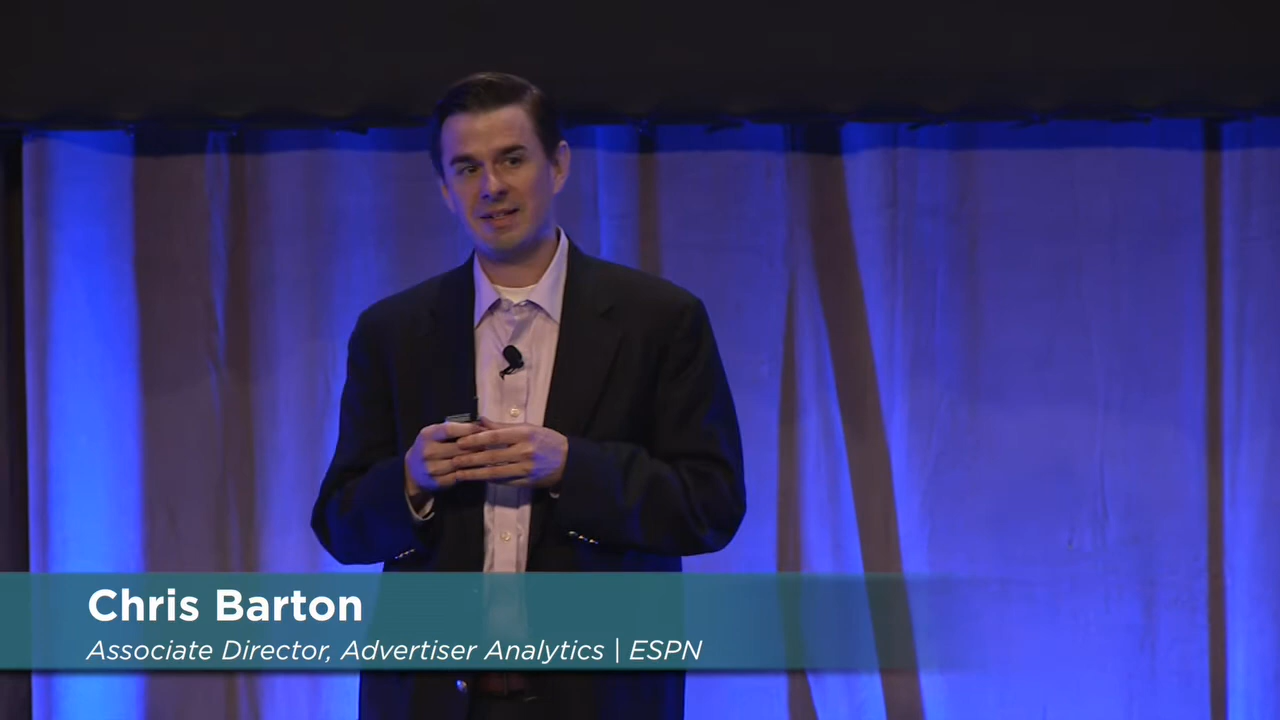 Chris Barton
Associate Director, Advertiser Analytics | ESPN